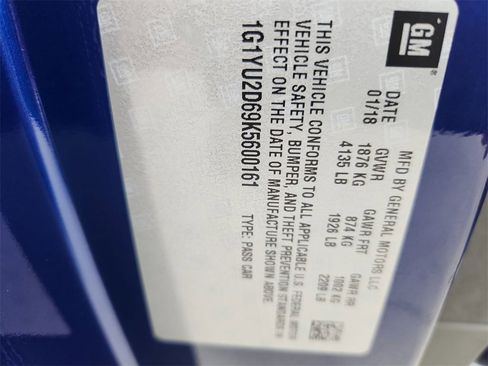 GM
MFD BY GENERAL MOTORS LLC
DATE GVWR GAWR FRT GAWR RR
01/18 1876 KG 874 KG 1002 KG
4135 LB 1926 LB 2209 LB
THIS VEHICLE CONFORMS TO ALL APPLICABLE U.S. FEDERAL MOTOR
VEHICLE SAFETY, BUMPER, AND THEFT PREVENTION STANDARDS IN
EFFECT ON THE DATE OF MANUFACTURE SHOWN ABOVE.
1G1YU2D69K5600161 TYPE: PASS CAR